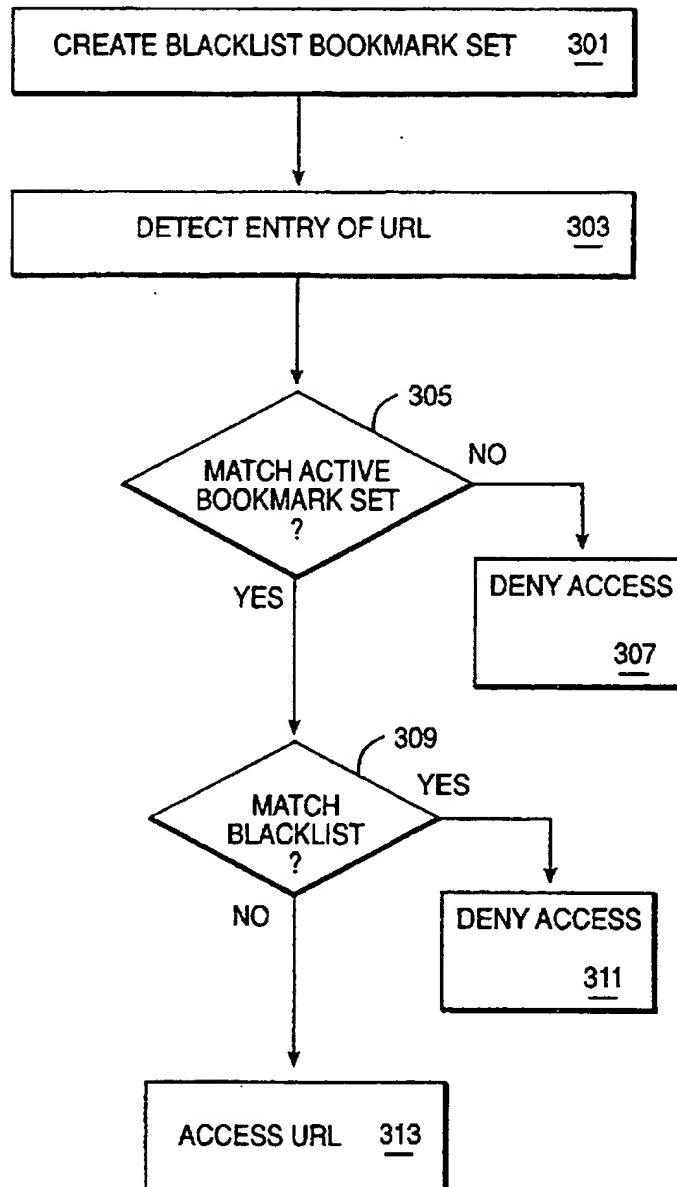 CREATE BLACKLIST BOOKMARK SET 301
DETECT ENTRY OF URL 303
305
MATCH ACTIVE
BOOKMARK SET
?
NO
YES
DENY ACCESS
307
309
MATCH
BLACKLIST
?
YES
NO
DENY ACCESS
311
ACCESS URL 313